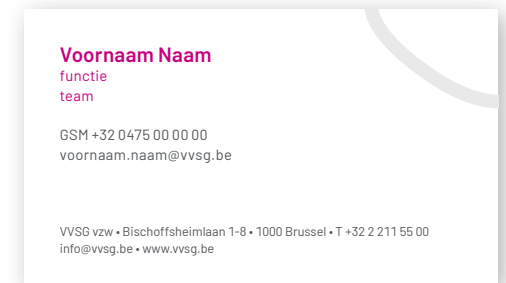 Voornaam Naam
functie
team
GSM +32 0475 00 00 00
voornaam.naam@vvsg.be
VVSG vzw • Bischoffsheimlaan 1-8 • 1000 Brussel • T +32 2 211 55 00
info@vvsg.be • www.vvsg.be